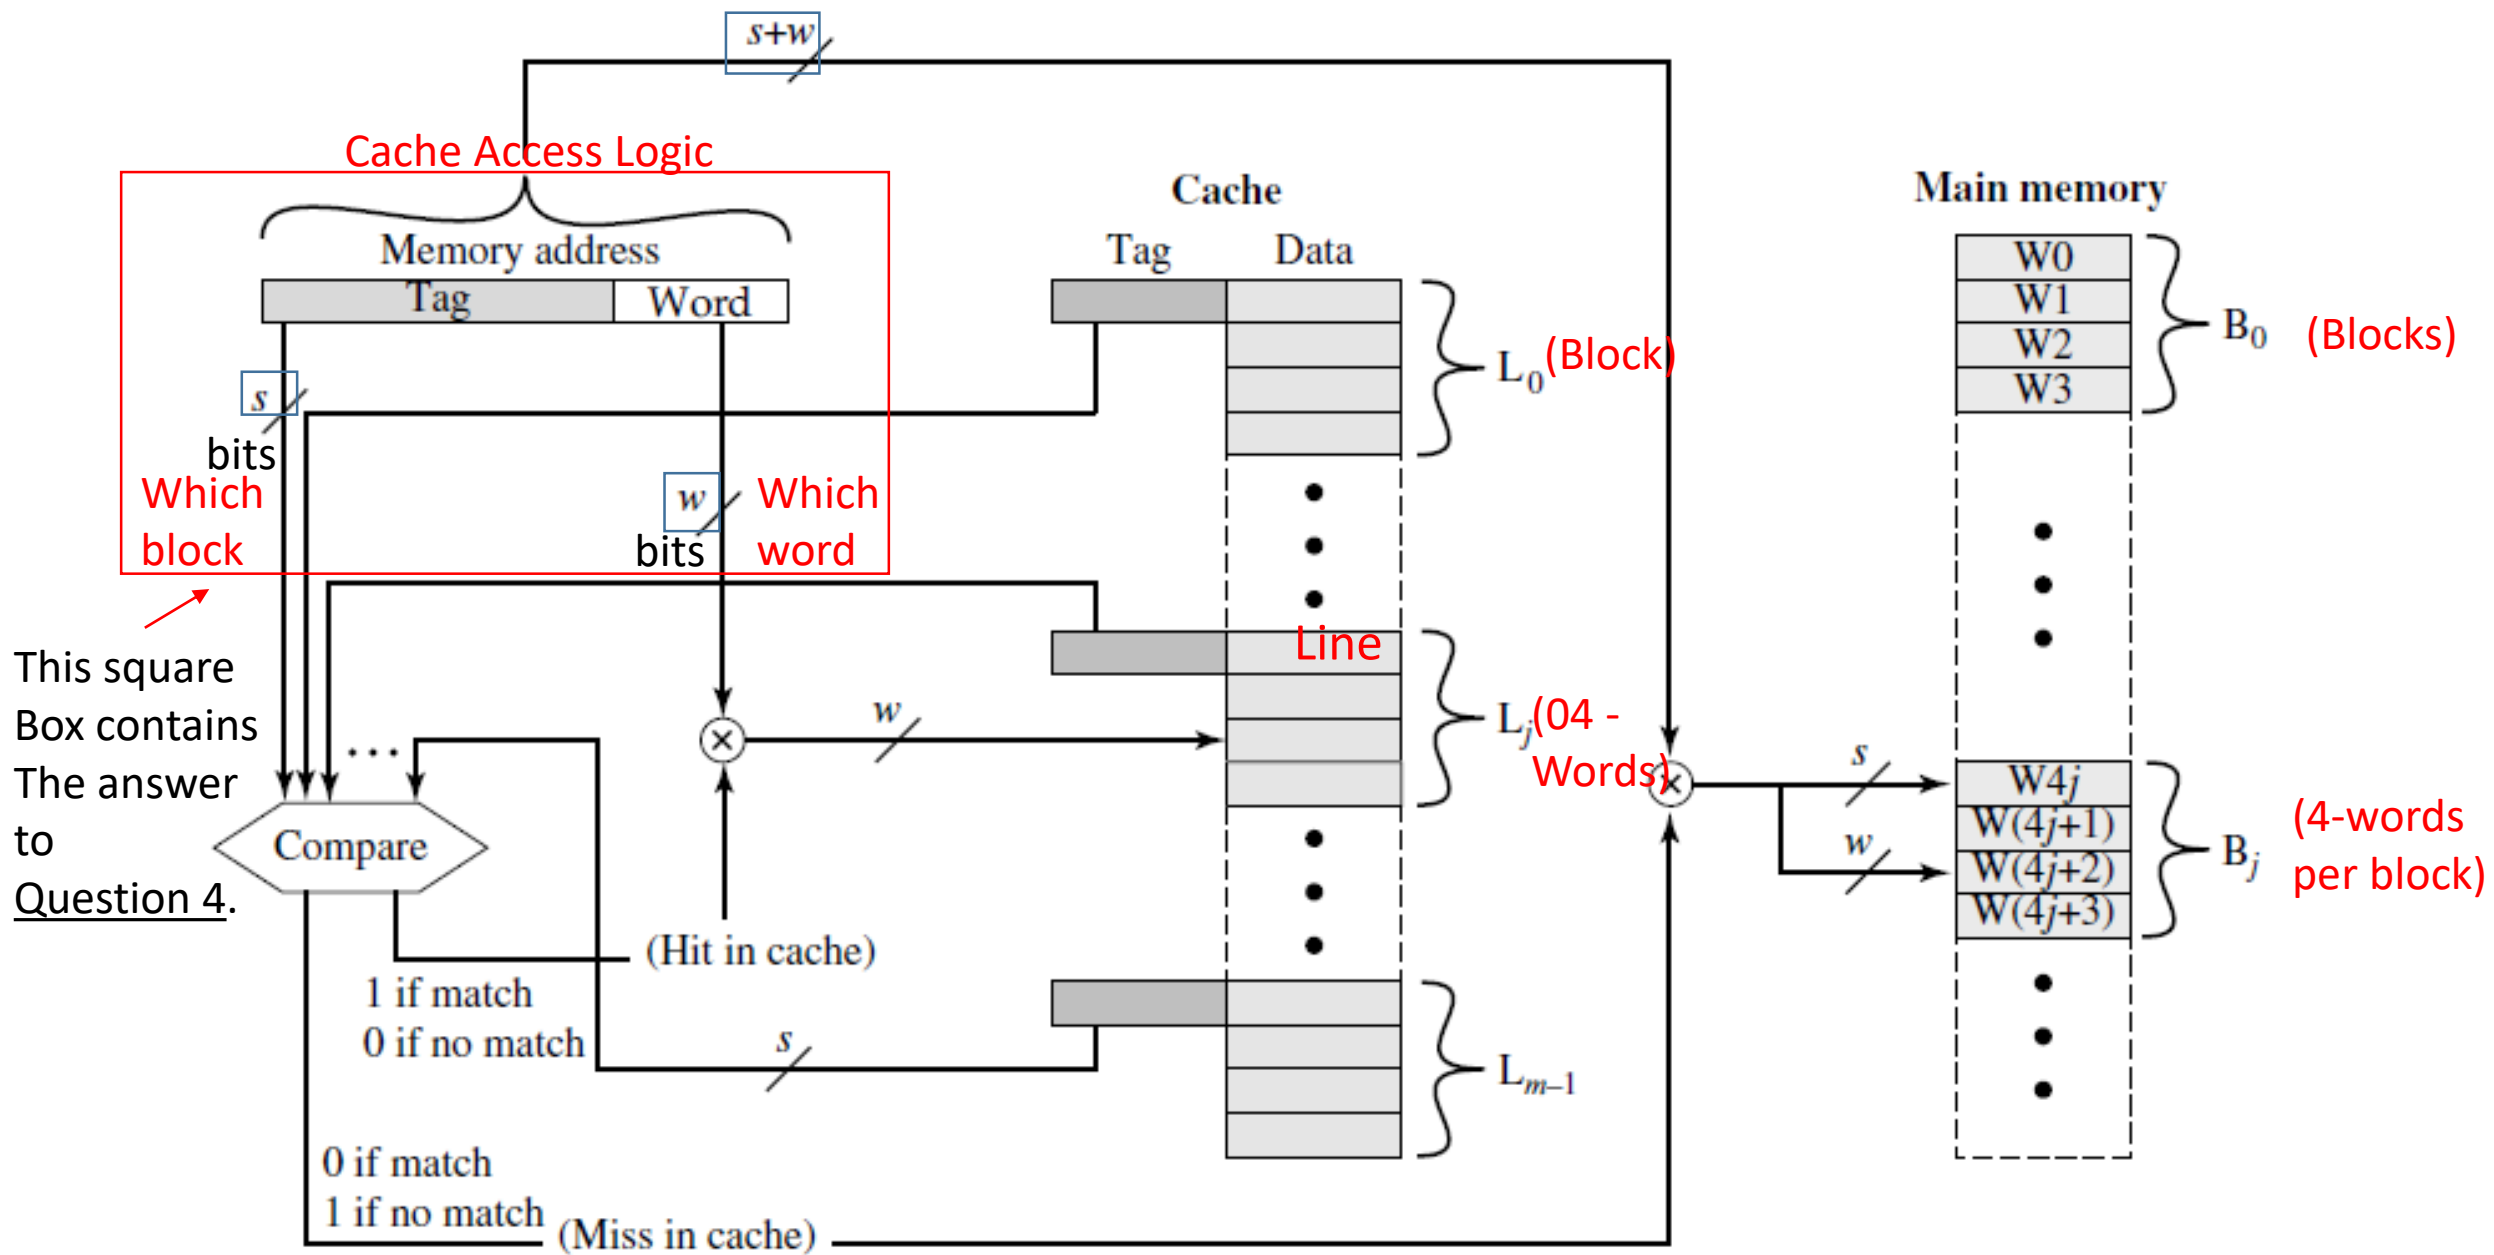 s+w
Cache Access Logic
Cache
Main memory
Memory address
Tag
Word
Tag
Data
W0
W1
W2
W3
B0
(Blocks)
L0
(Block)
s
bits
Which
block
w
bits
Which
word
Line
This square
Box contains
The answer
to
Question 4.
...
w
Lj
(04 -
Words)
s
w
W4j
W(4j+1)
W(4j+2)
W(4j+3)
Bj
(4-words
per block)
Compare
(Hit in cache)
1 if match
0 if no match
s
Lm–1
0 if match
1 if no match
(Miss in cache)